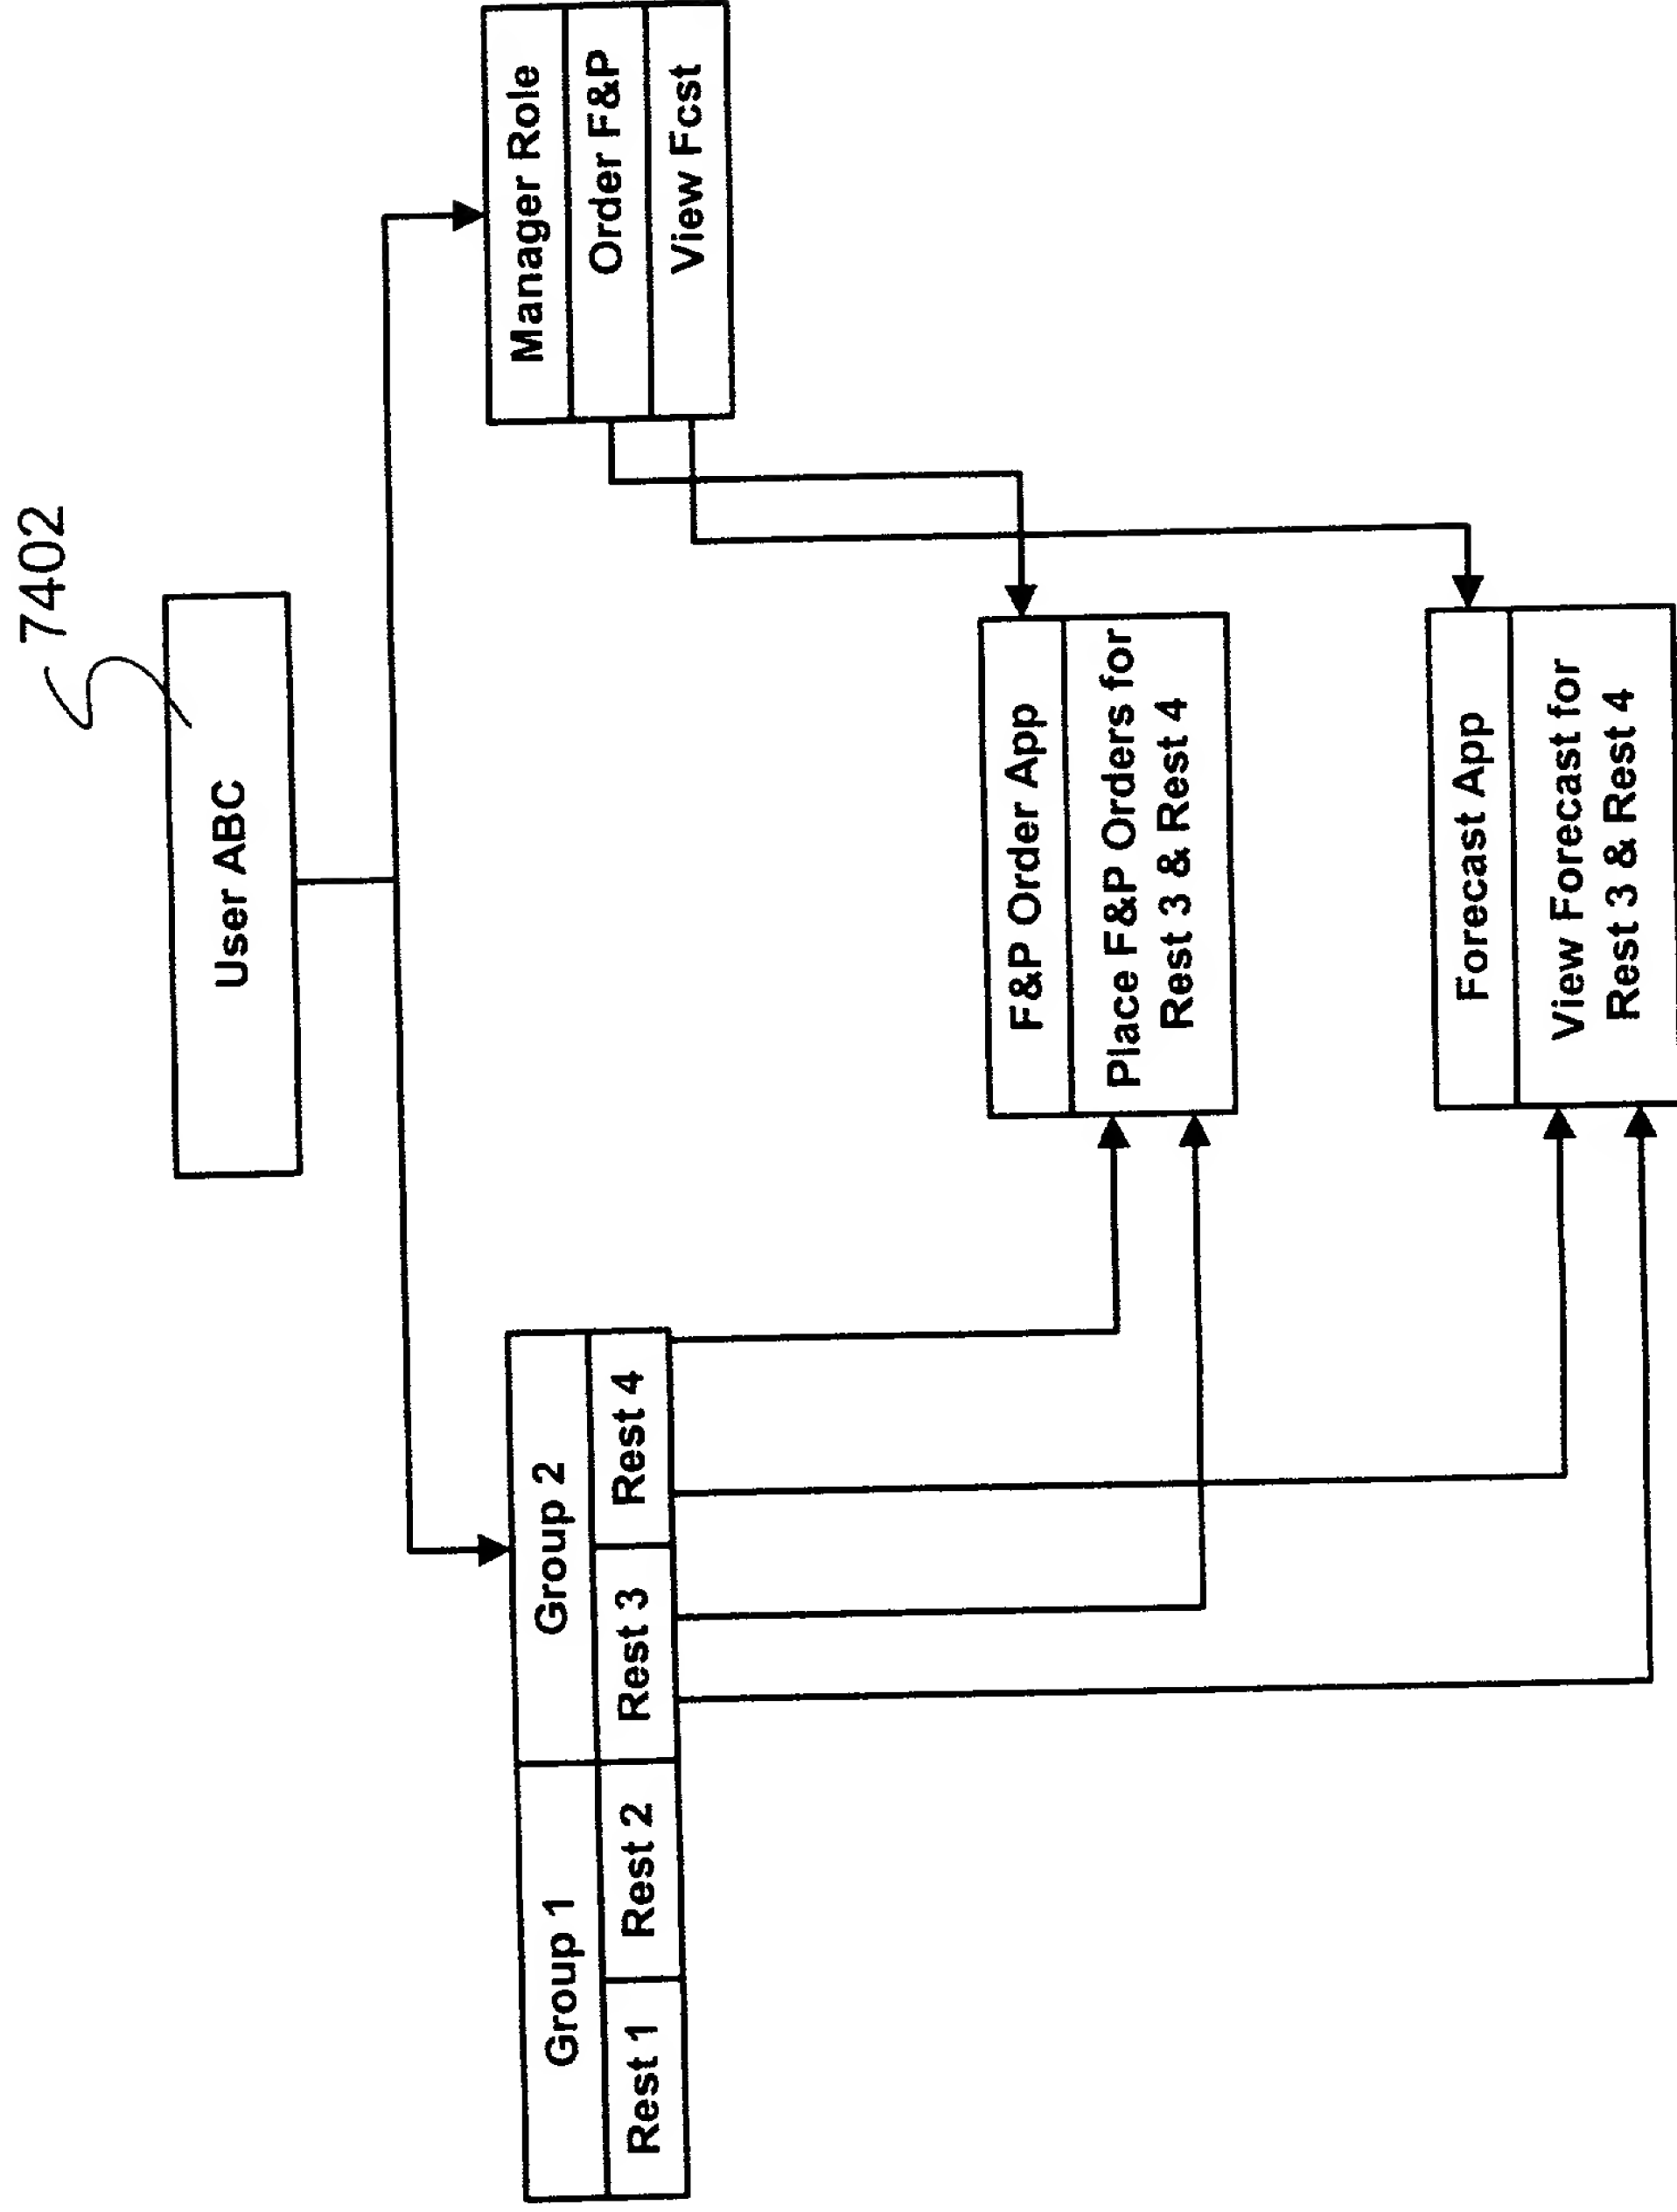 7402
User ABC
Group 1
Group 2
Rest 1
Rest 2
Rest 3
Rest 4
Manager Role
Order F&P
View Fcst
F&P Order App
Place F&P Orders for
Rest 3 & Rest 4
Forecast App
View Forecast for
Rest 3 & Rest 4